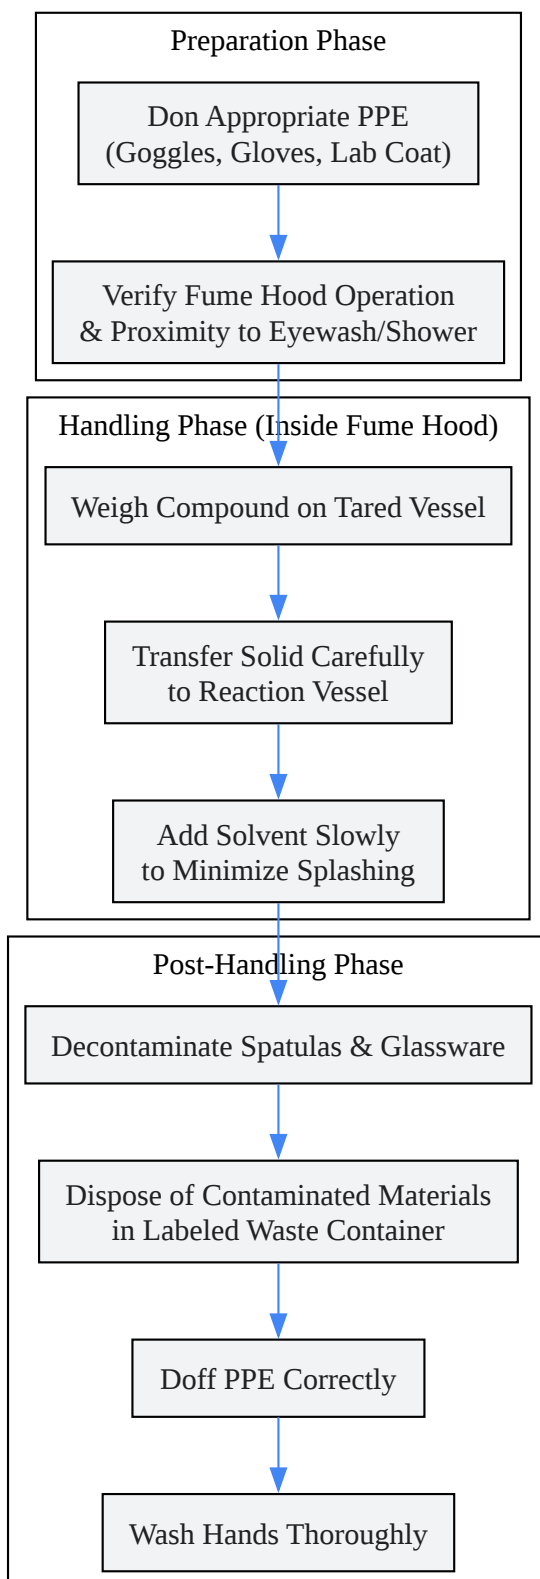 Preparation Phase
Don Appropriate PPE
(Goggles, Gloves, Lab Coat)
Verify Fume Hood Operation
& Proximity to Eyewash/Shower
Handling Phase (Inside Fume Hood)
Weigh Compound on Tared Vessel
Transfer Solid Carefully
to Reaction Vessel
Add Solvent Slowly
to Minimize Splashing
Post-Handling Phase
Decontaminate Spatulas & Glassware
Dispose of Contaminated Materials
in Labeled Waste Container
Doff PPE Correctly
Wash Hands Thoroughly